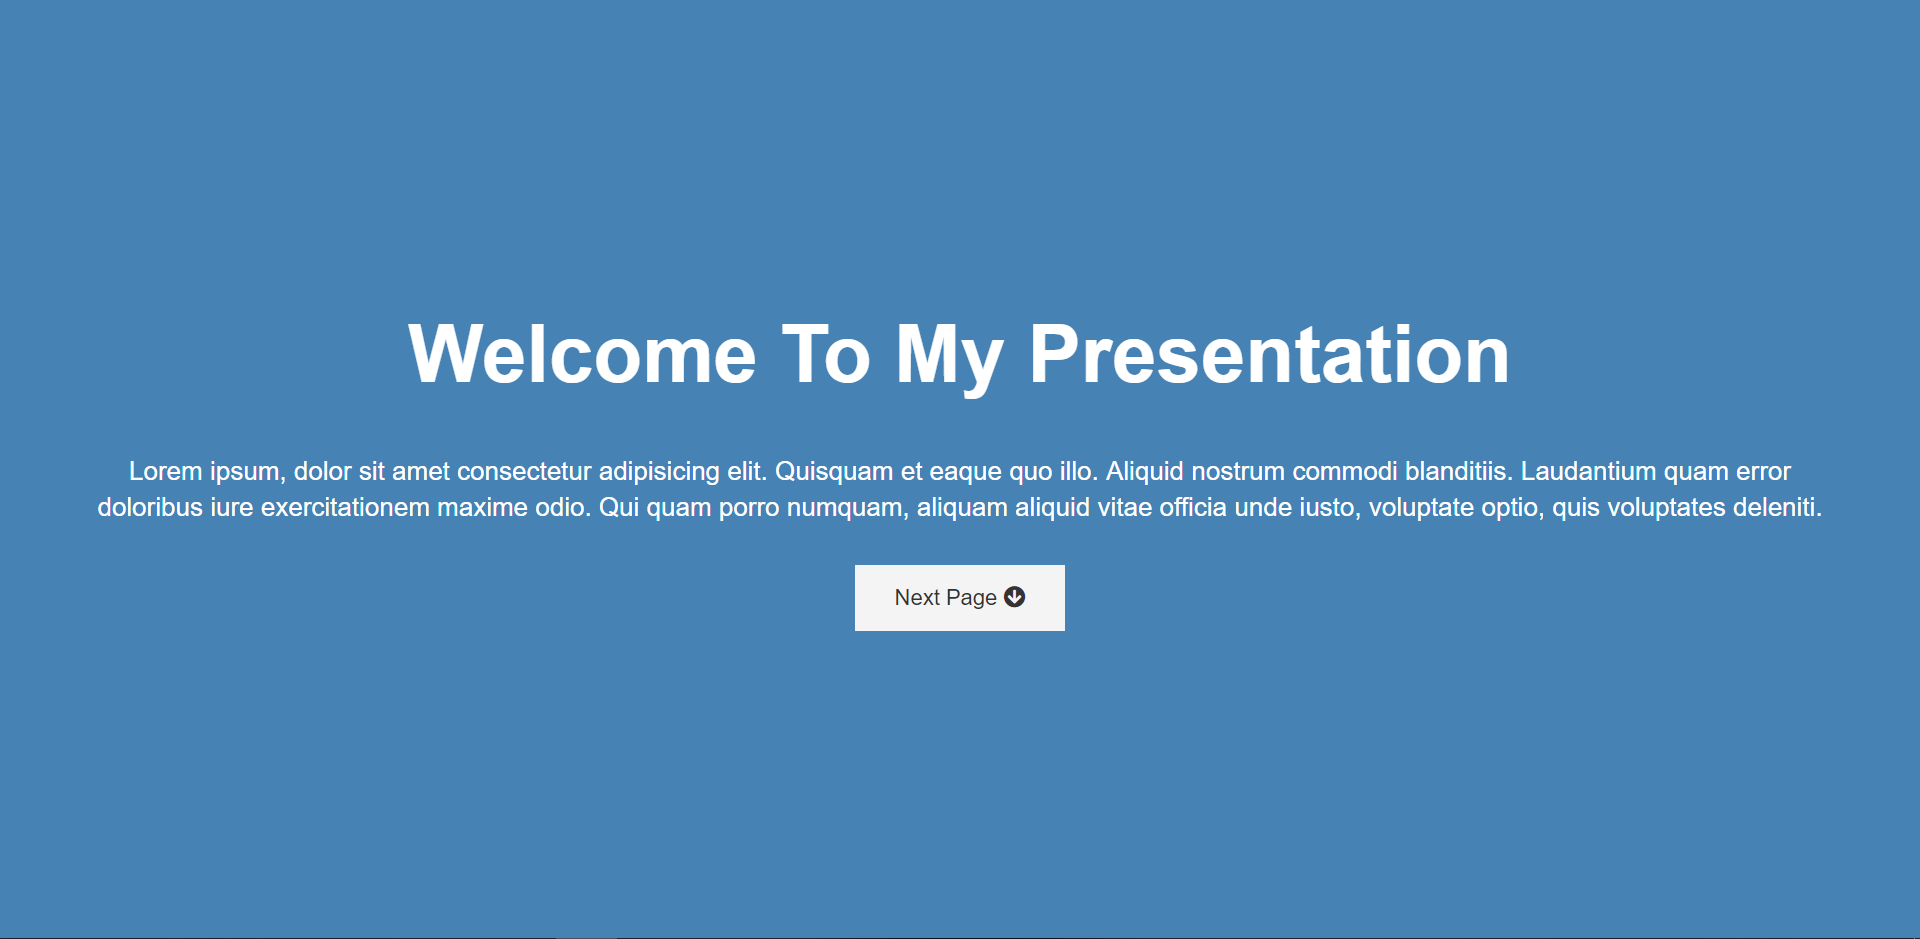 Welcome To My Presentation
Lorem ipsum, dolor sit amet consectetur adipisicing elit. Quisquam et eaque quo illo. Aliquid nostrum commodi blanditiis. Laudantium quam error
doloribus iure exercitationem maxime odio. Qui quam porro numquam, aliquam aliquid vitae officia unde iusto, voluptate optio, quis voluptates deleniti.
Next Page